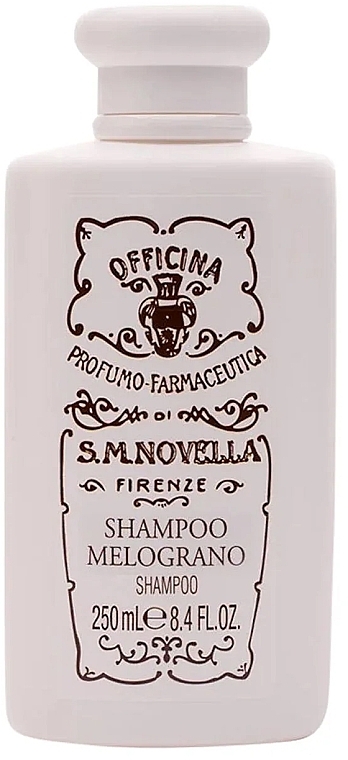 OFFICINA
PROFUMO-FARMACEUTICA
DI
S.M.NOVELLA
FIRENZE
SHAMPOO
MELOGRANO
SHAMPOO
250 mL℮8.4 FL.OZ.